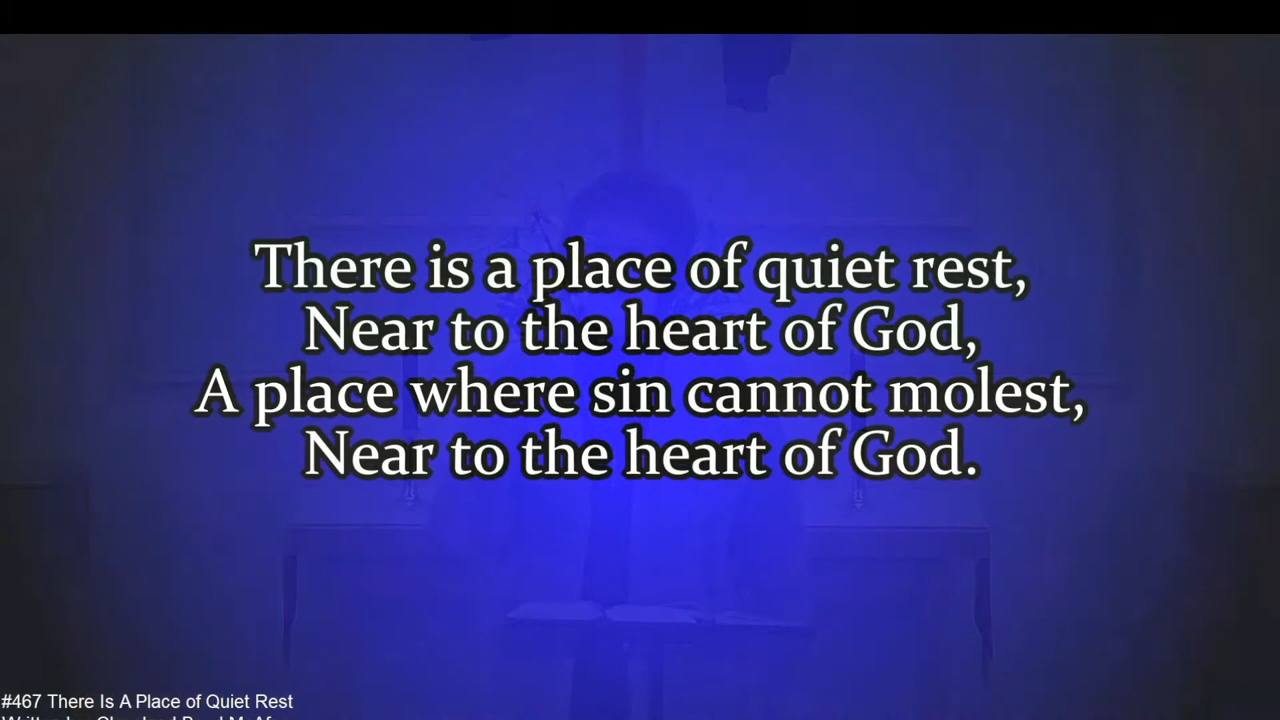 There is a place of quiet rest,
Near to the heart of God,
A place where sin cannot molest,
Near to the heart of God.
#467 There Is A Place of Quiet Rest